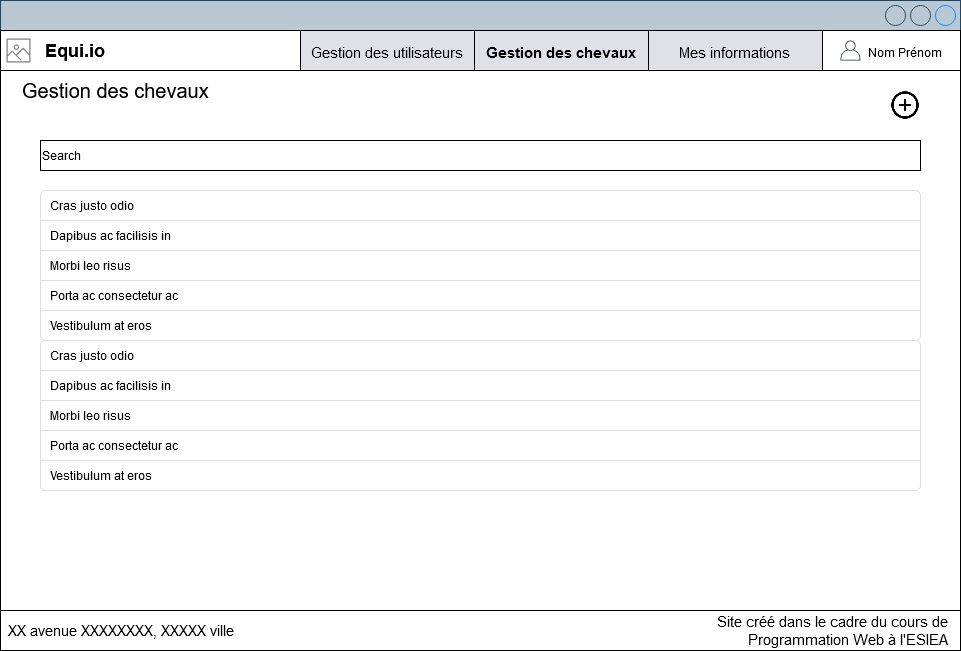 Equi.io
Gestion des utilisateurs
Gestion des chevaux
Mes informations
Nom Prénom
Gestion des chevaux
Search
Cras justo odio
Dapibus ac facilisis in
Morbi leo risus
Porta ac consectetur ac
Vestibulum at eros
Cras justo odio
Dapibus ac facilisis in
Morbi leo risus
Porta ac consectetur ac
Vestibulum at eros
XX avenue XXXXXXXX, XXXXX ville
Site créé dans le cadre du cours de
Programmation Web à l'ESIEA